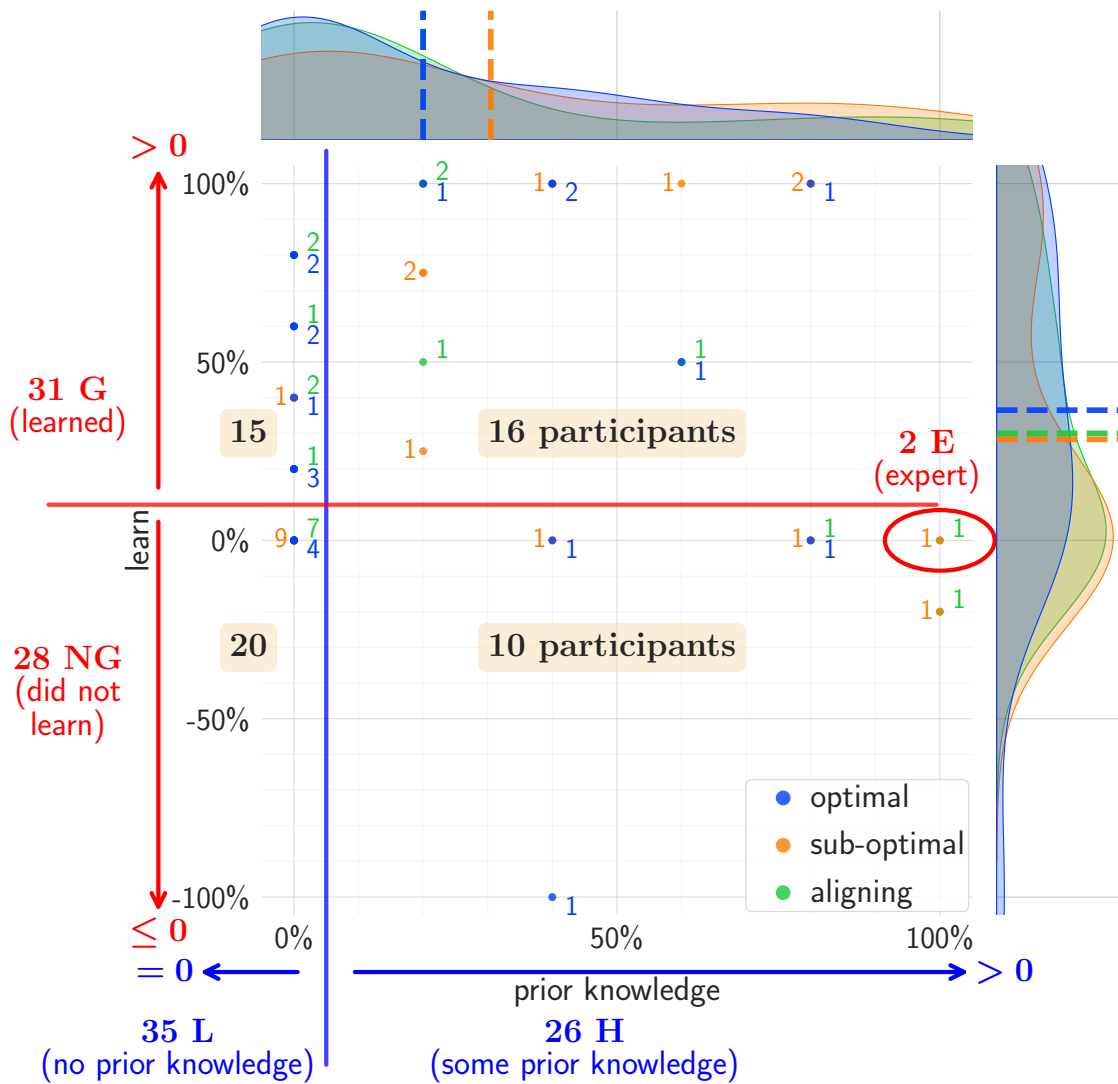 > 0
100%
2
1
1
2
1
2
1
2
2
2
1
1
2
50%
1
1
1
31 G
(learned)
1
2
1
15
16 participants
1
2 E
(expert)
1
3
learn
0%
9
7
4
1
1
1
1
1
1
1
1
1
28 NG
(did not
learn)
20
10 participants
-50%
optimal
sub-optimal
aligning
-100%
1
≤ 0
0%
50%
100%
= 0
> 0
prior knowledge
35 L
(no prior knowledge)
26 H
(some prior knowledge)